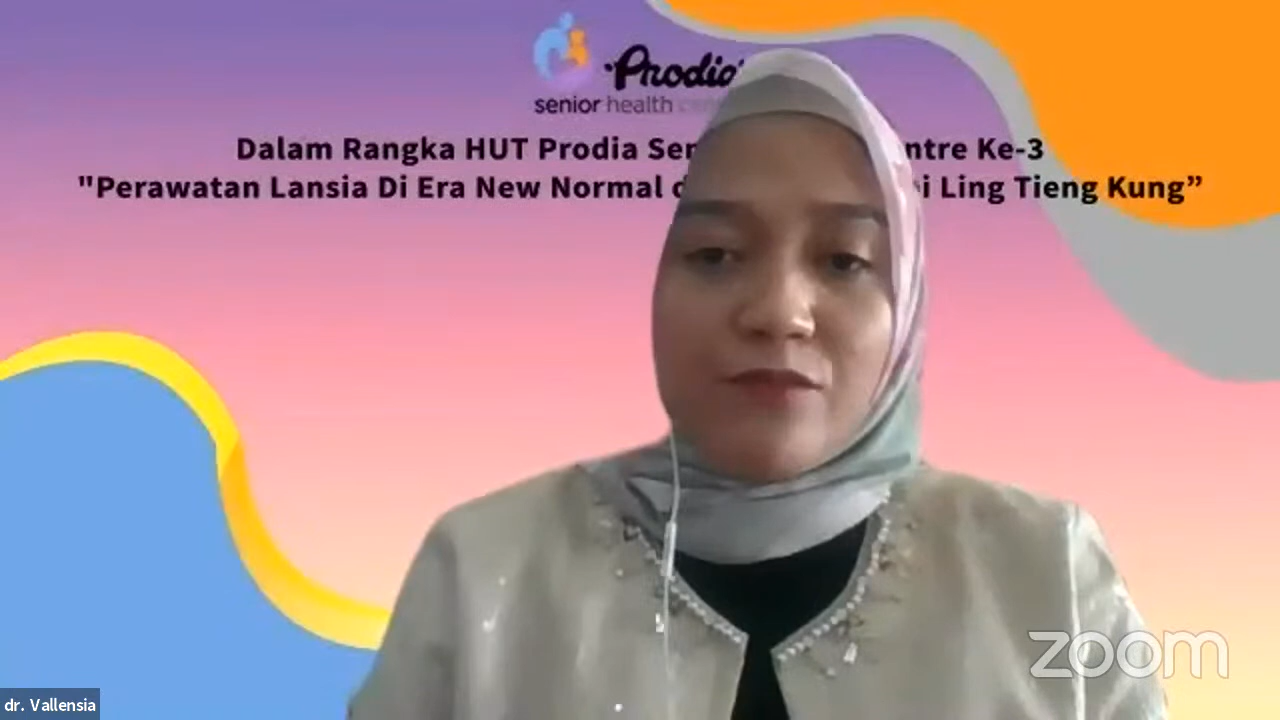 Prodia
senior health cen
Dalam Rangka HUT Prodia Sen ntre Ke-3
"Perawatan Lansia Di Era New Normal d i Ling Tieng Kung”
zoom
dr. Vallensia